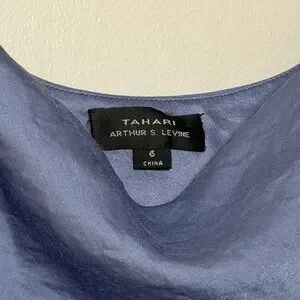 TAHARI
ARTHUR S. LEVINE
6
CHINA